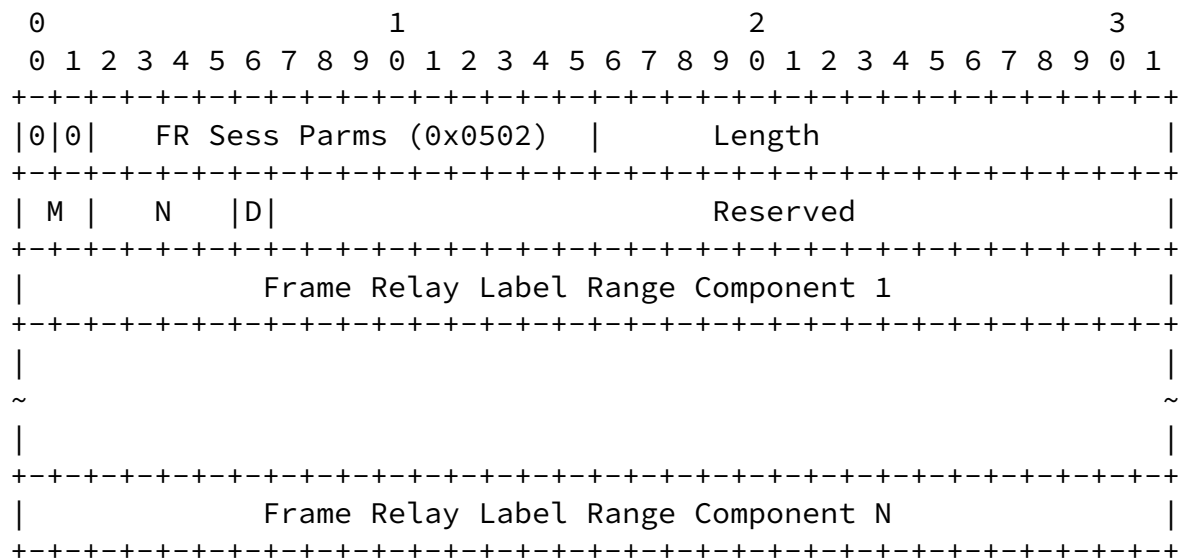 0                   1                   2                   3
 0 1 2 3 4 5 6 7 8 9 0 1 2 3 4 5 6 7 8 9 0 1 2 3 4 5 6 7 8 9 0 1
+-+-+-+-+-+-+-+-+-+-+-+-+-+-+-+-+-+-+-+-+-+-+-+-+-+-+-+-+-+-+-+-+
|0|0|   FR Sess Parms (0x0502)  |      Length                   |
+-+-+-+-+-+-+-+-+-+-+-+-+-+-+-+-+-+-+-+-+-+-+-+-+-+-+-+-+-+-+-+-+
| M |   N   |D|                        Reserved                 |
+-+-+-+-+-+-+-+-+-+-+-+-+-+-+-+-+-+-+-+-+-+-+-+-+-+-+-+-+-+-+-+-+
|             Frame Relay Label Range Component 1               |
+-+-+-+-+-+-+-+-+-+-+-+-+-+-+-+-+-+-+-+-+-+-+-+-+-+-+-+-+-+-+-+-+
|                                                               |
~                                                               ~
|                                                               |
+-+-+-+-+-+-+-+-+-+-+-+-+-+-+-+-+-+-+-+-+-+-+-+-+-+-+-+-+-+-+-+-+
|             Frame Relay Label Range Component N               |
+-+-+-+-+-+-+-+-+-+-+-+-+-+-+-+-+-+-+-+-+-+-+-+-+-+-+-+-+-+-+-+-+